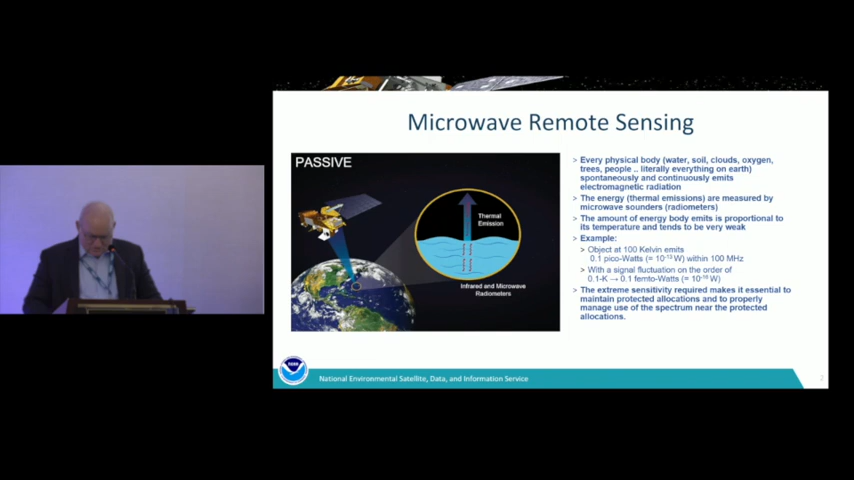 Microwave Remote Sensing
PASSIVE
Thermal
Emission
Infrared and Microwave
Radiometers
> Every physical body (water, soil, clouds, oxygen,
trees, people .. literally everything on earth)
spontaneously and continuously emits
electromagnetic radiation
> The energy (thermal emissions) are measured by
microwave sounders (radiometers)
> The amount of energy body emits is proportional to
its temperature and tends to be very weak
> Example:
> Object at 100 Kelvin emits
0.1 pico-Watts (= 10⁻¹³ W) within 100 MHz
> With a signal fluctuation on the order of
0.1-K → 0.1 femto-Watts (= 10⁻¹⁶ W)
> The extreme sensitivity required makes it essential to
maintain protected allocations and to properly
manage use of the spectrum near the protected
allocations.
National Environmental Satellite, Data, and Information Service
2